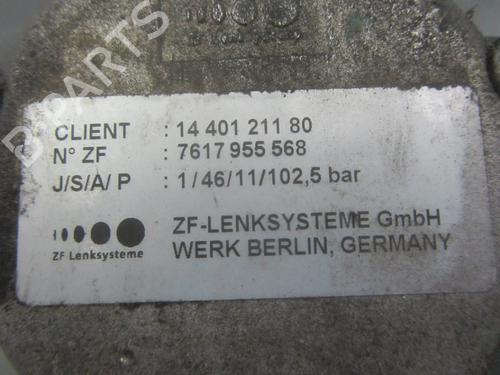 B-PARTS
CLIENT : 14 401 211 80
N° ZF : 7617 955 568
J/S/A/ P : 1/46/11/102,5 bar
ZF Lenksysteme
ZF-LENKSYSTEME GmbH
WERK BERLIN, GERMANY